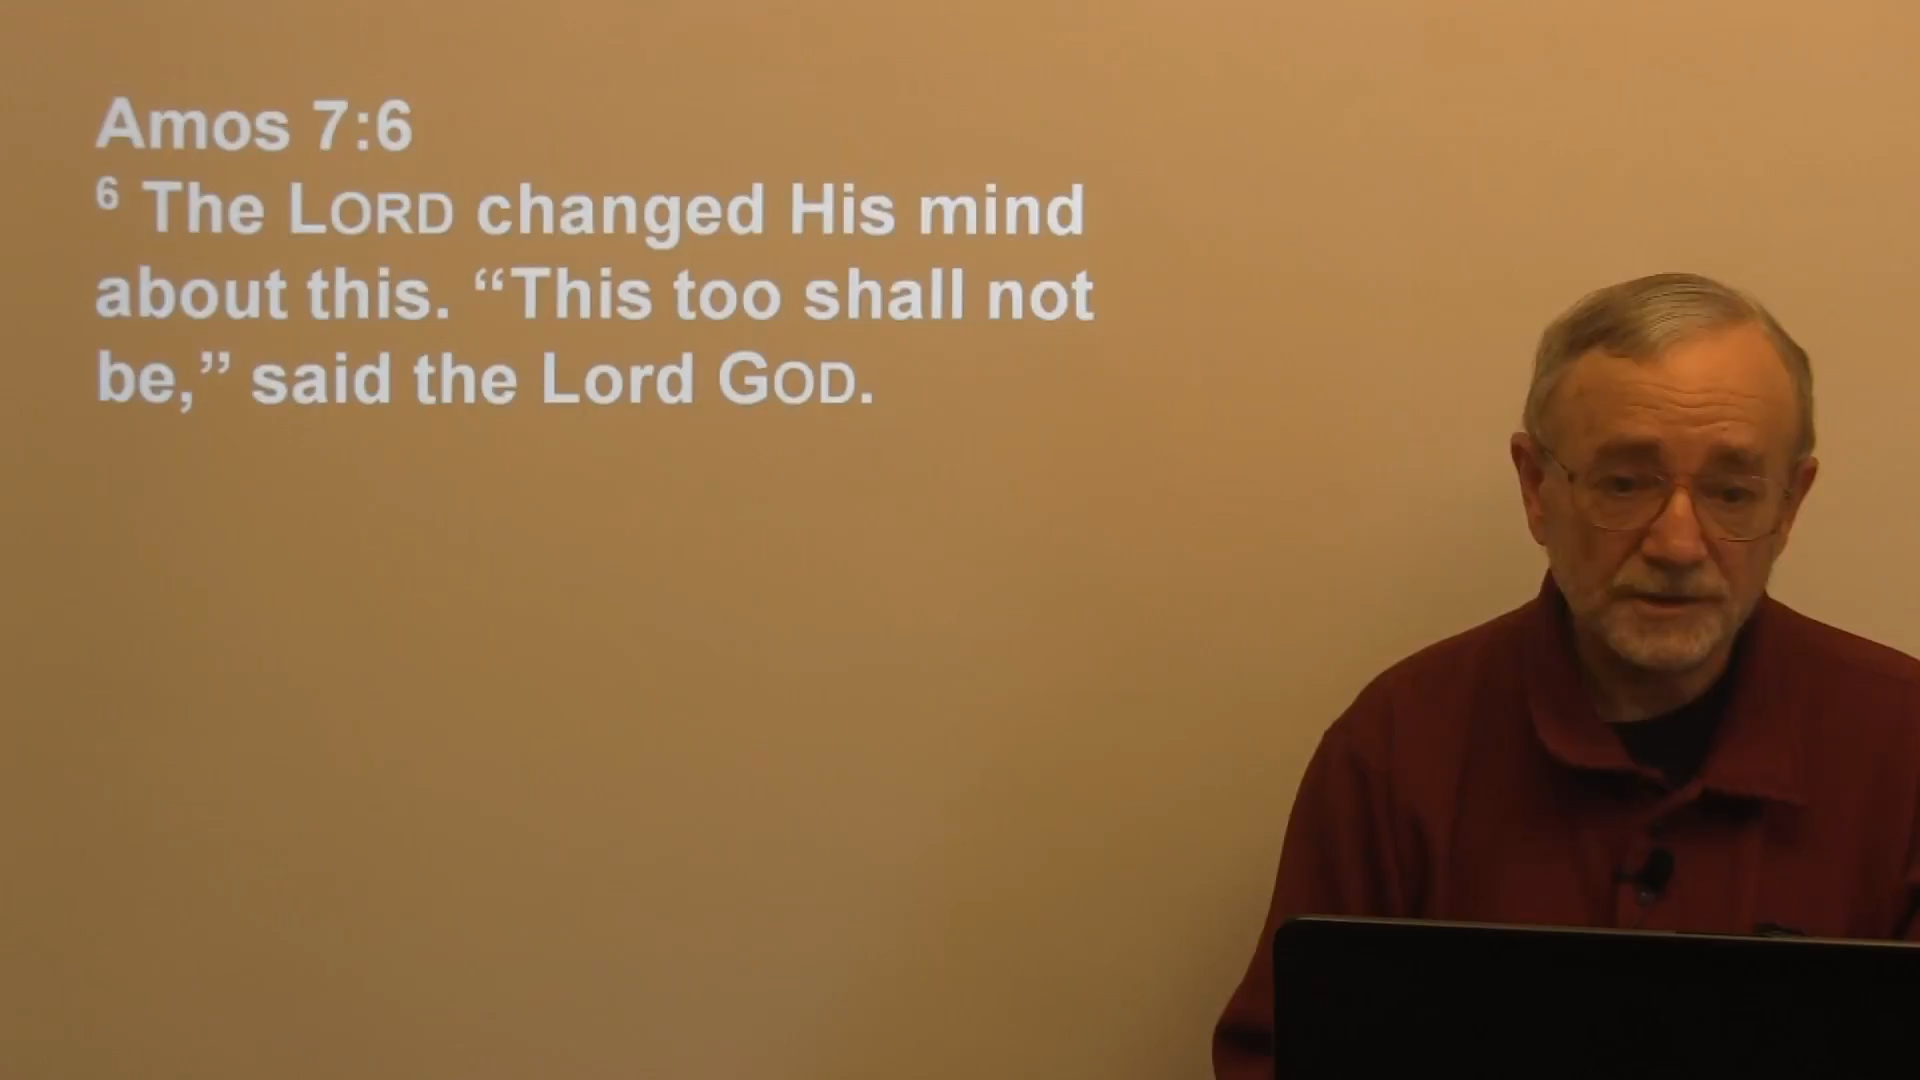 Amos 7:6
6 The LORD changed His mind
about this. “This too shall not
be,” said the Lord GOD.